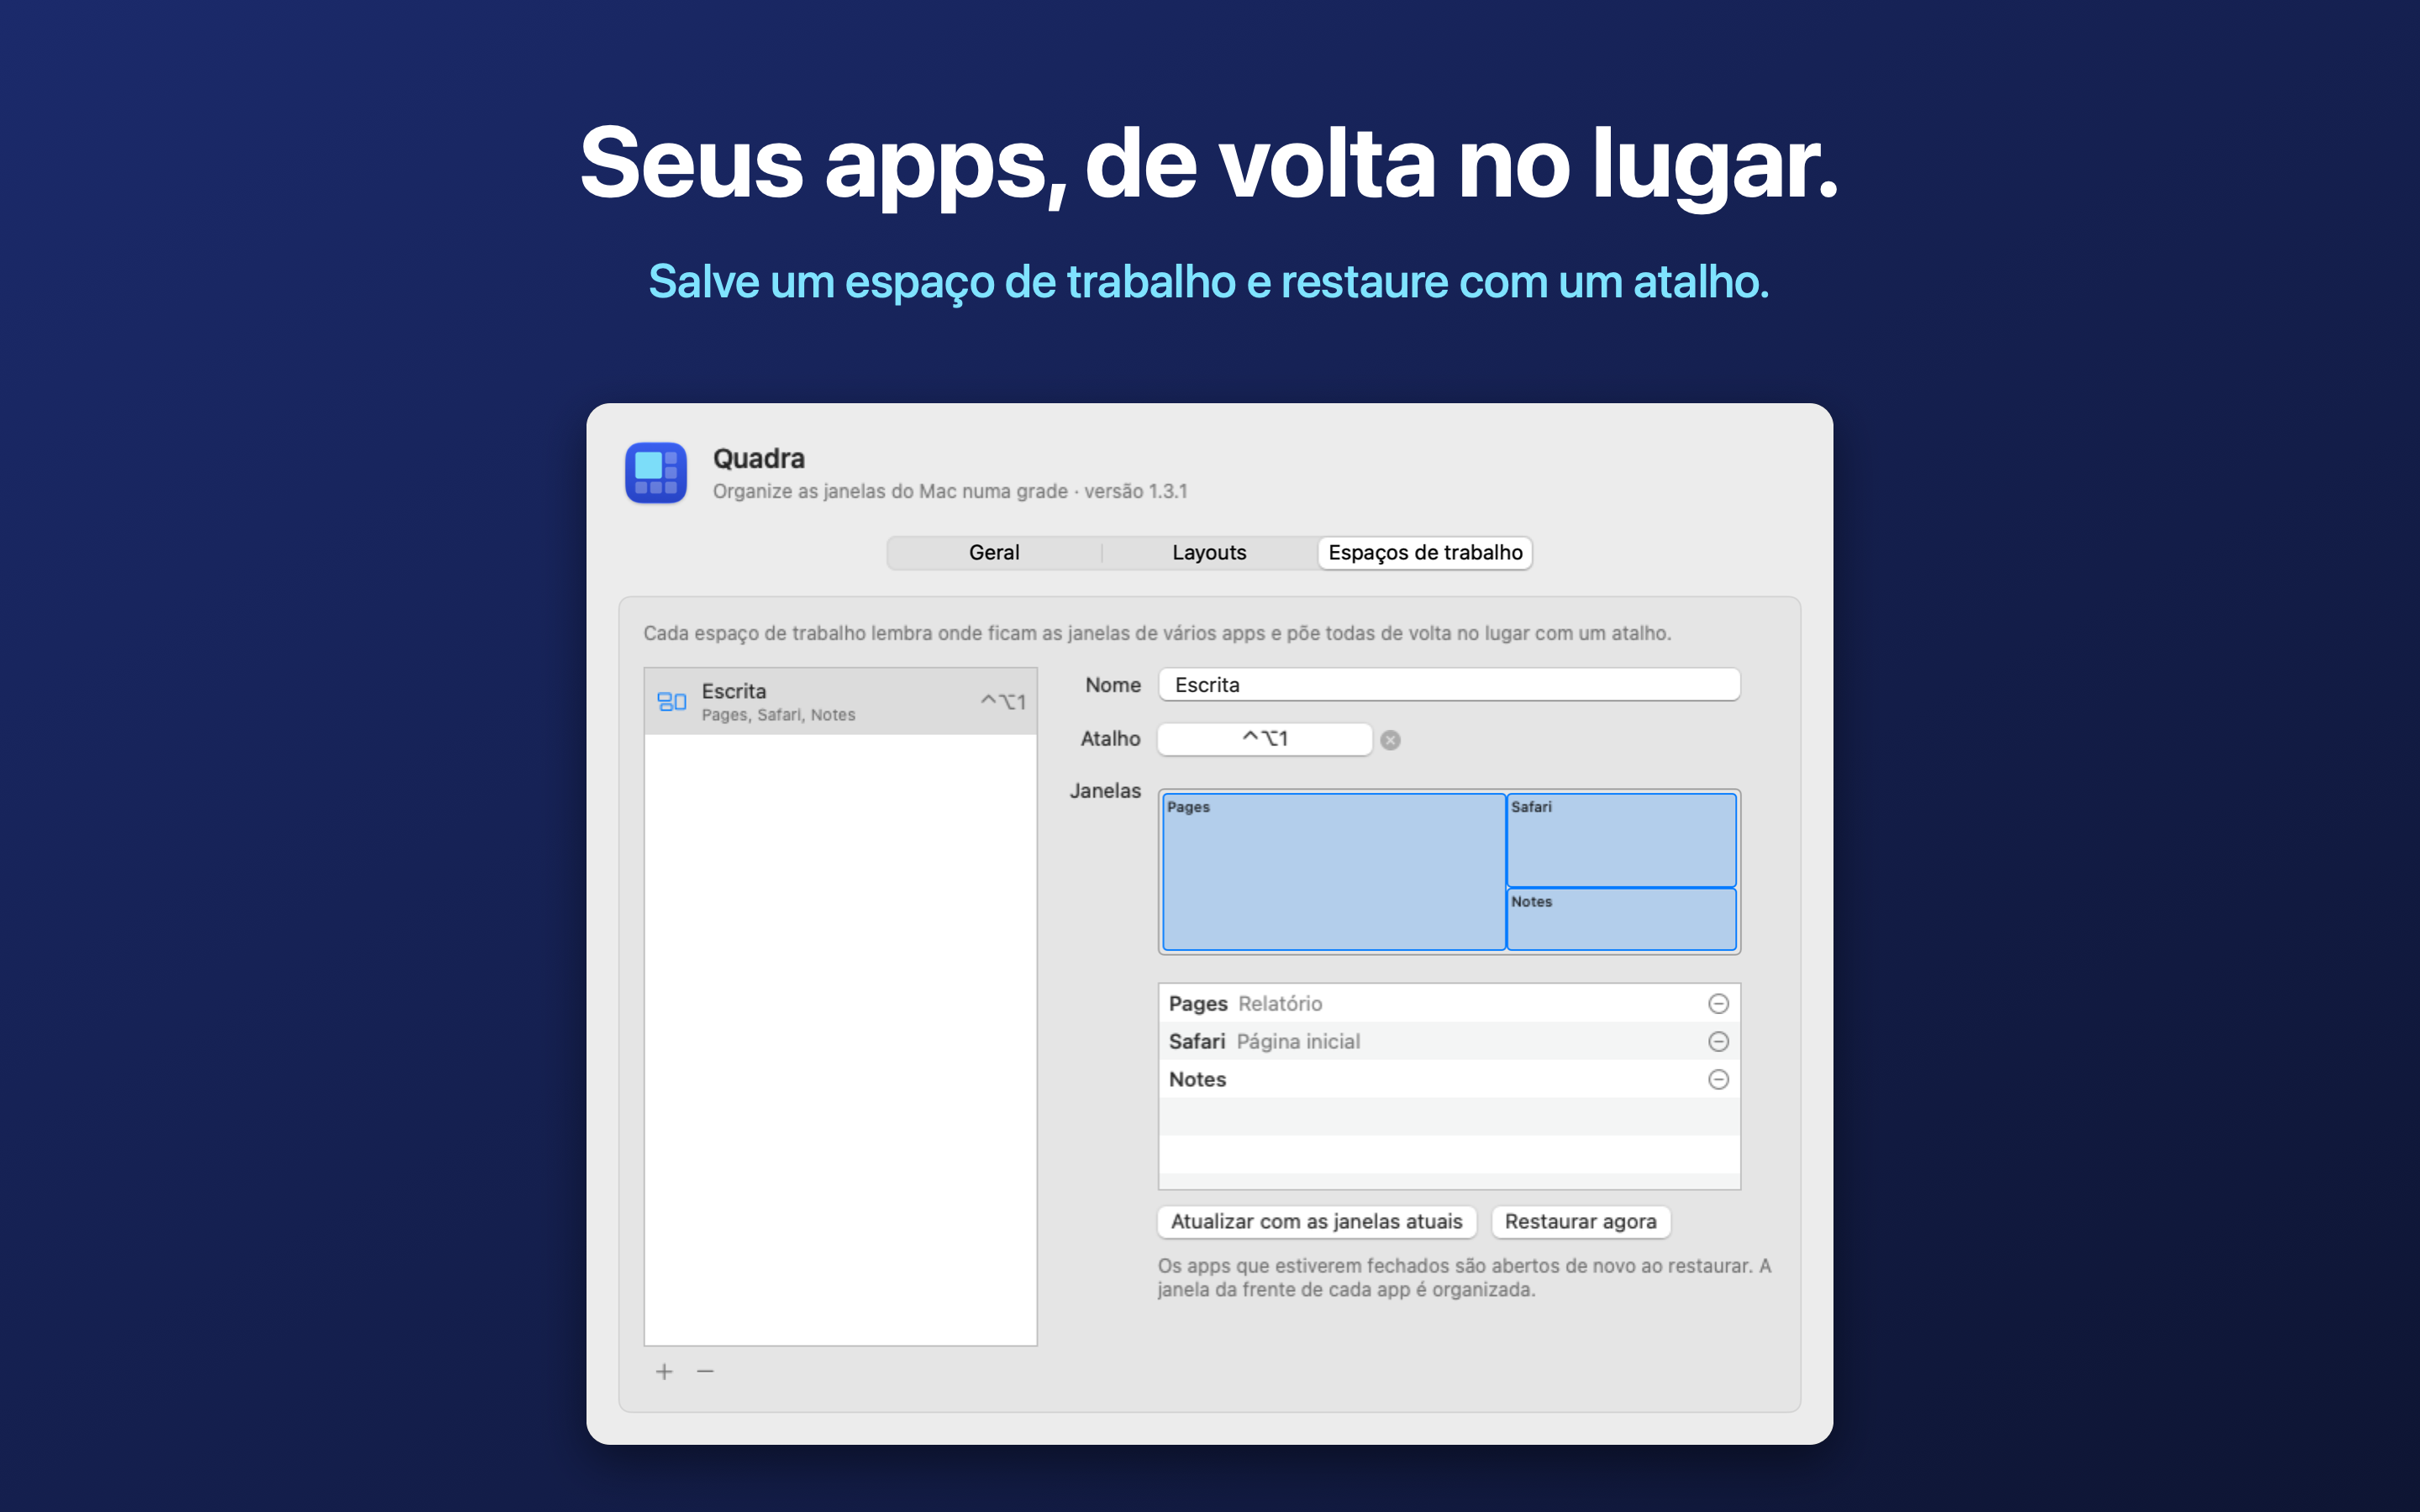 Seus apps, de volta no lugar.
Salve um espaço de trabalho e restaure com um atalho.
Quadra
Organize as janelas do Mac numa grade · versão 1.3.1
Geral
Layouts
Espaços de trabalho
Cada espaço de trabalho lembra onde ficam as janelas de vários apps e põe todas de volta no lugar com um atalho.
Escrita
Pages, Safari, Notes
⌃⌥1
Nome
Escrita
Atalho
⌃⌥1
Janelas
Pages
Safari
Notes
Pages Relatório
Safari Página inicial
Notes
Atualizar com as janelas atuais
Restaurar agora
Os apps que estiverem fechados são abertos de novo ao restaurar. A
janela da frente de cada app é organizada.